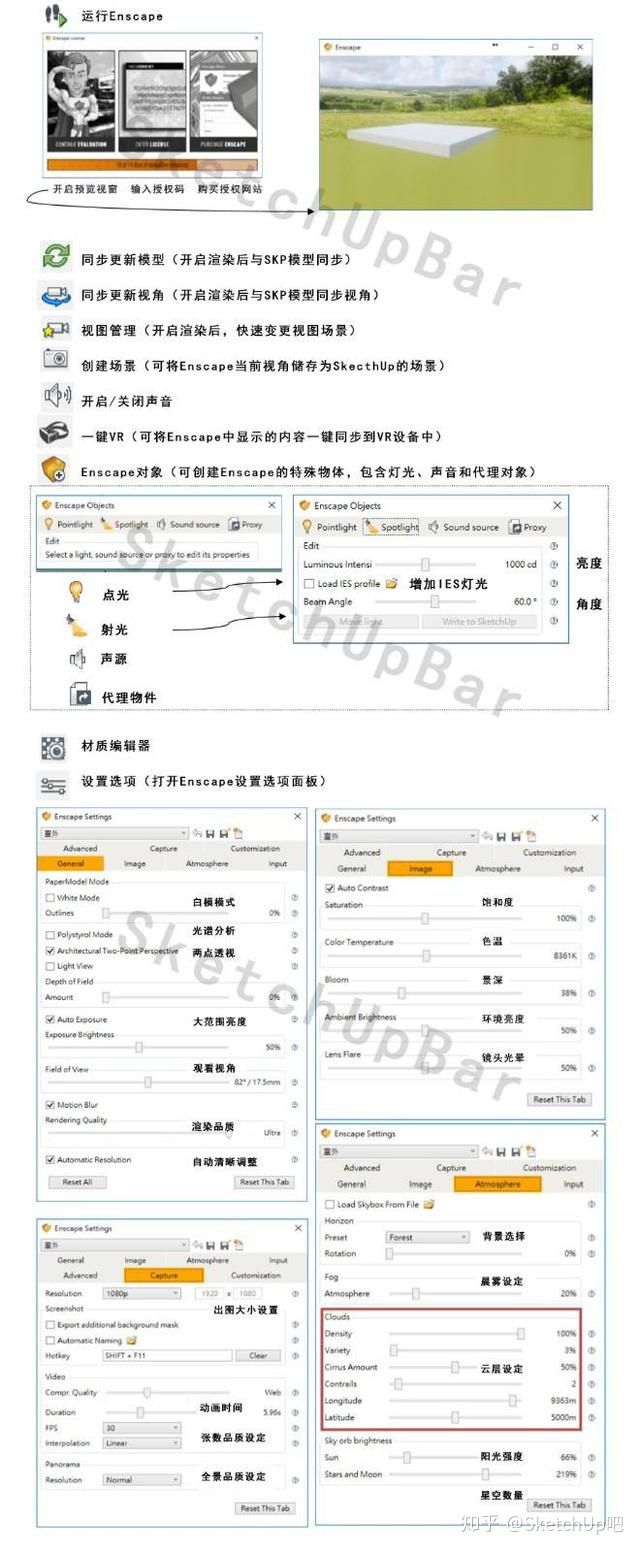 运行Enscape
Enscape License
CONTINUE EVALUATION
ENTER LICENSE
PURCHASE ENSCAPE
开启预览视窗 输入授权码 购买授权网站
Enscape
SketchUpBar
同步更新模型（开启渲染后与SKP模型同步）
同步更新视角（开启渲染后与SKP模型同步视角）
视图管理（开启渲染后，快速变更视图场景）
创建场景（可将Enscape当前视角储存为SkecthUp的场景）
开启/关闭声音
一键VR（可将Enscape中显示的内容一键同步到VR设备中）
Enscape对象（可创建Enscape的特殊物体，包含灯光、声音和代理对象）
Enscape Objects
Pointlight Spotlight Sound source Proxy
Edit
Select a light, sound source or proxy to edit its properties
Enscape Objects
Pointlight Spotlight Sound source Proxy
Edit
Luminous Intensi 1000 cd 亮度
Load IES profile 增加IES灯光
Beam Angle 60.0 ° 角度
Move light Write to SketchUp
点光
射光
声源
代理物件
SketchUpBar
材质编辑器
设置选项（打开Enscape设置选项面板）
Enscape Settings
室外
Advanced Capture Customization
General Image Atmosphere Input
PaperModel Mode
White Mode 白模模式
Outlines 0%
Polystyrol Mode 光谱分析
Architectural Two-Point Perspective 两点透视
Light View
Depth of Field
Amount 0%
Auto Exposure 大范围亮度
Exposure Brightness
50%
Field of View 观看视角
82° / 17.5mm
Motion Blur
Rendering Quality 渲染品质
Ultra
Automatic Resolution 自动清晰调整
Reset All Reset This Tab
Enscape Settings
室外
Advanced Capture Customization
General Image Atmosphere Input
Auto Contrast
Saturation 饱和度
100%
Color Temperature 色温
8361K
Bloom 景深
38%
Ambient Brightness 环境亮度
50%
Lens Flare 镜头光晕
50%
Reset This Tab
SketchUpBar
Enscape Settings
室外
General Image Atmosphere Input
Advanced Capture Customization
Resolution 1080p 1920 x 1080
Screenshot 出图大小设置
Export additional background mask
Automatic Naming
Hotkey SHIFT + F11 Clear
Video
Compr. Quality Web
Duration 动画时间 5.96s
FPS 30
Interpolation Linear 张数品质设定
Panorama
Resolution Normal 全景品质设定
Reset This Tab
Enscape Settings
室外
Advanced Capture Customization
General Image Atmosphere Input
Load Skybox From File
Horizon
Preset Forest 背景选择
Rotation 0%
Fog 晨雾设定
Atmosphere 20%
Clouds
Density 100%
Variety 3%
Cirrus Amount 云层设定 50%
Contrails 2
Longitude 9363m
Latitude 5000m
Sky orb brightness
Sun 阳光强度 66%
Stars and Moon 219%
星空数量
Reset This Tab
知乎 @SketchUp吧